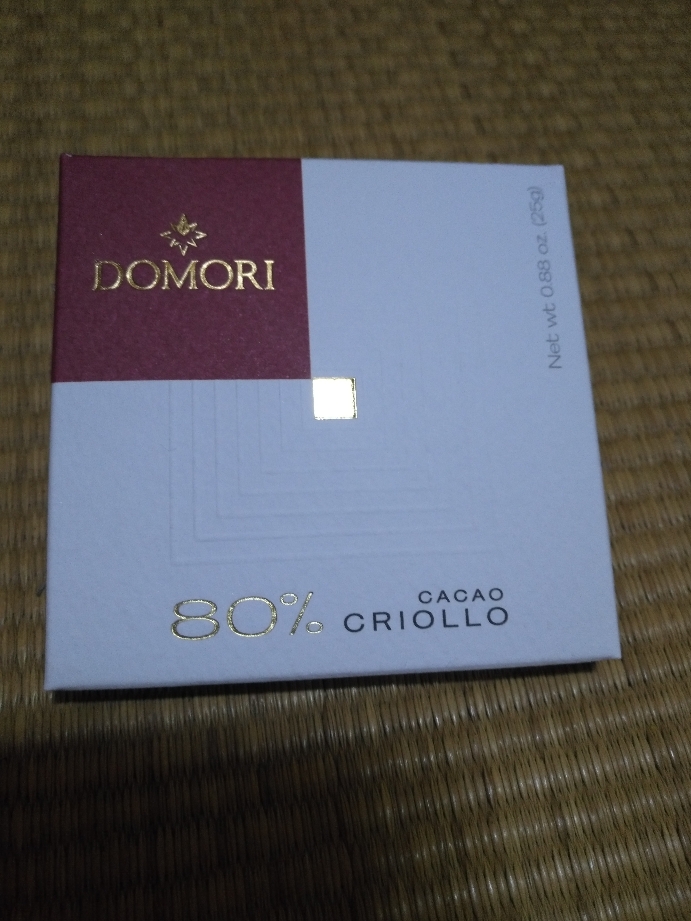 DOMORI
Net wt 0.88 oz. (25g)
80%
CACAO
CRIOLLO